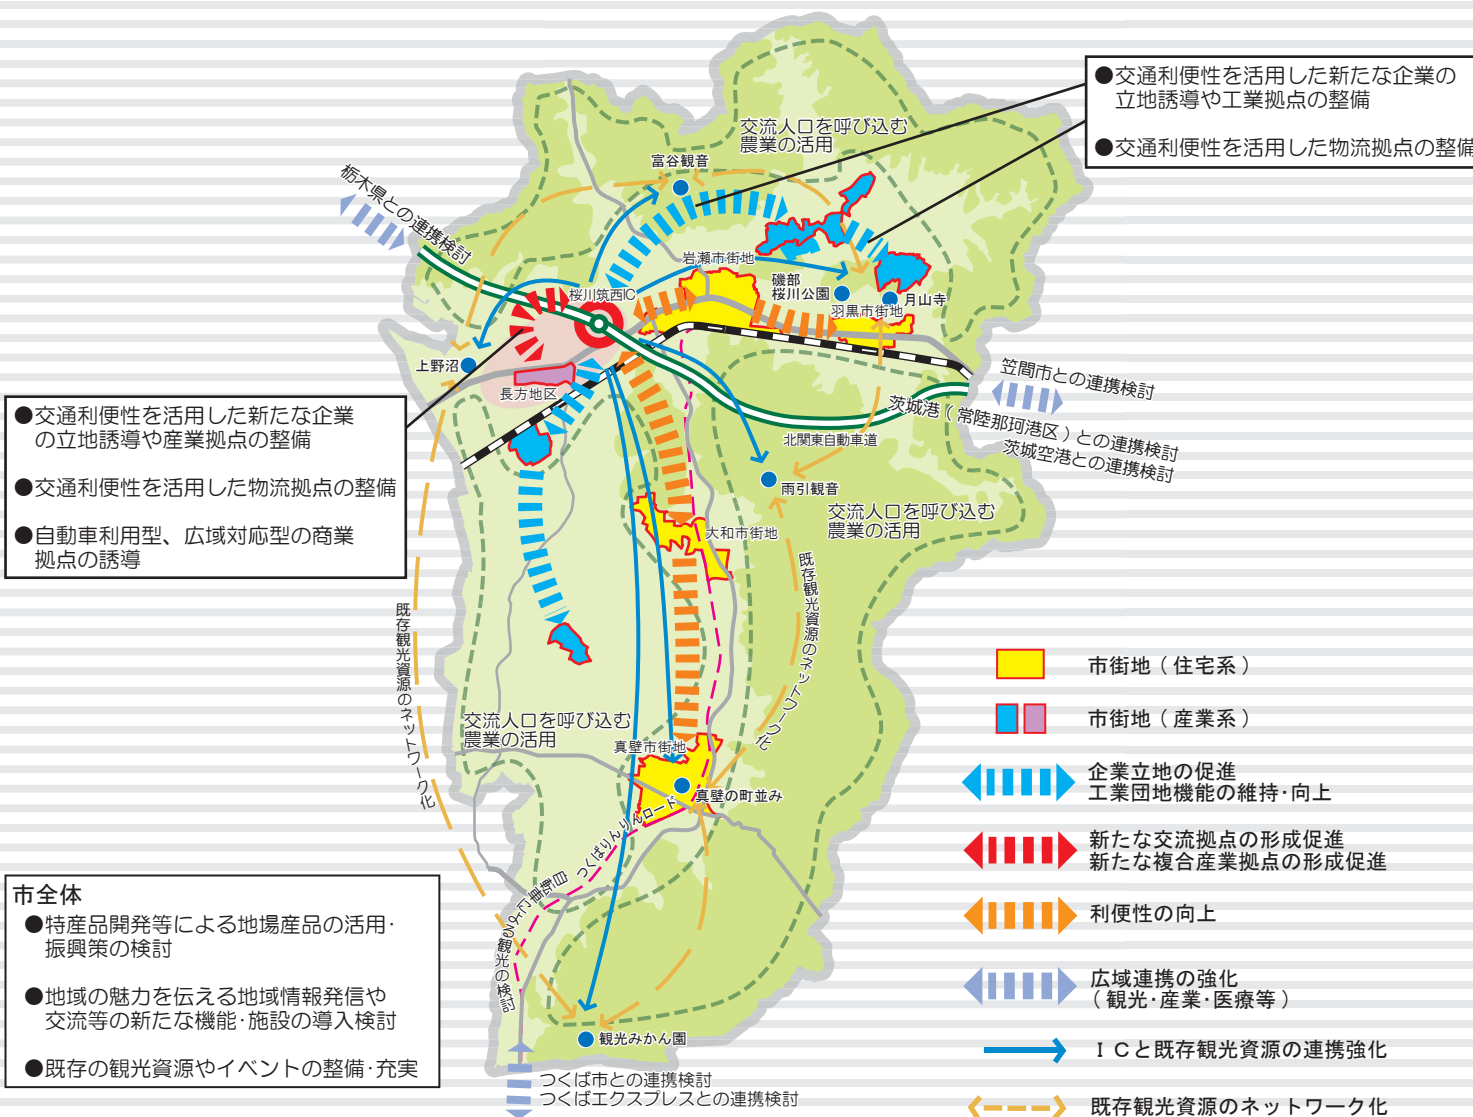 ●交通利便性を活用した新たな企業の
立地誘導や工業拠点の整備
●交通利便性を活用した物流拠点の整備
交流人口を呼び込む
農業の活用
富谷観音
栃木県との連携検討
岩瀬市街地
桜川筑西IC
磯部
桜川公園
月山寺
羽黒市街地
上野沼
長方地区
笠間市との連携検討
茨城港（常陸那珂港区）との連携検討
茨城空港との連携検討
北関東自動車道
●交通利便性を活用した新たな企業
の立地誘導や産業拠点の整備
●交通利便性を活用した物流拠点の整備
●自動車利用型、広域対応型の商業
拠点の誘導
雨引観音
交流人口を呼び込む
農業の活用
大和市街地
既存観光資源のネットワーク化
既存観光資源のネットワーク化
交流人口を呼び込む
農業の活用
真壁市街地
真壁の町並み
つくばりんりんロード
観光の検討
観光みかん園
つくば市との連携検討
つくばエクスプレスとの連携検討
市全体
●特産品開発等による地場産品の活用･
振興策の検討
●地域の魅力を伝える地域情報発信や
交流等の新たな機能･施設の導入検討
●既存の観光資源やイベントの整備･充実
市街地（住宅系）
市街地（産業系）
企業立地の促進
工業団地機能の維持･向上
新たな交流拠点の形成促進
新たな複合産業拠点の形成促進
利便性の向上
広域連携の強化
（観光･産業･医療等）
ＩＣと既存観光資源の連携強化
既存観光資源のネットワーク化